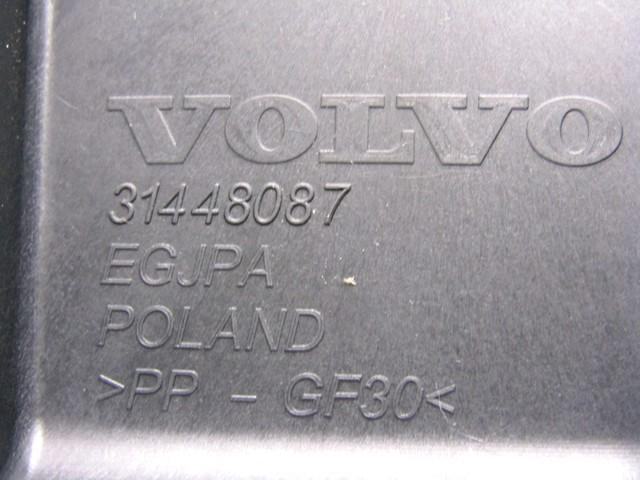 VOLVO
31448087
EGJPA
POLAND
>PP - GF30<